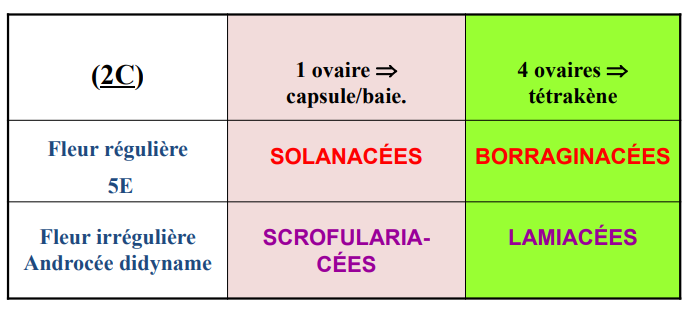 (2C)
1 ovaire ⇒
capsule/baie.
4 ovaires ⇒
tétrakène
Fleur régulière
5E
SOLANACÉES
BORRAGINACÉES
Fleur irrégulière
Androcée didyname
SCROFULARIA-
CÉES
LAMIACÉES